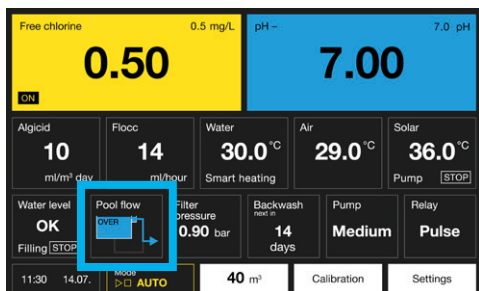 Free chlorine 0.5 mg/L
0.50
ON
pH – 7.0 pH
7.00
Algicid
10
ml/m³ day
Flocc
14
ml/hour
Water
30.0°C
Smart heating
Air
29.0°C
Solar
36.0°C
Pump STOP
Water level
OK
Filling STOP
Pool flow
OVER
Filter
pressure
0.90 bar
Backwash
next in
14
days
Pump
Medium
Relay
Pulse
11:30 14.07.
Mode
AUTO
40 m³
Calibration
Settings